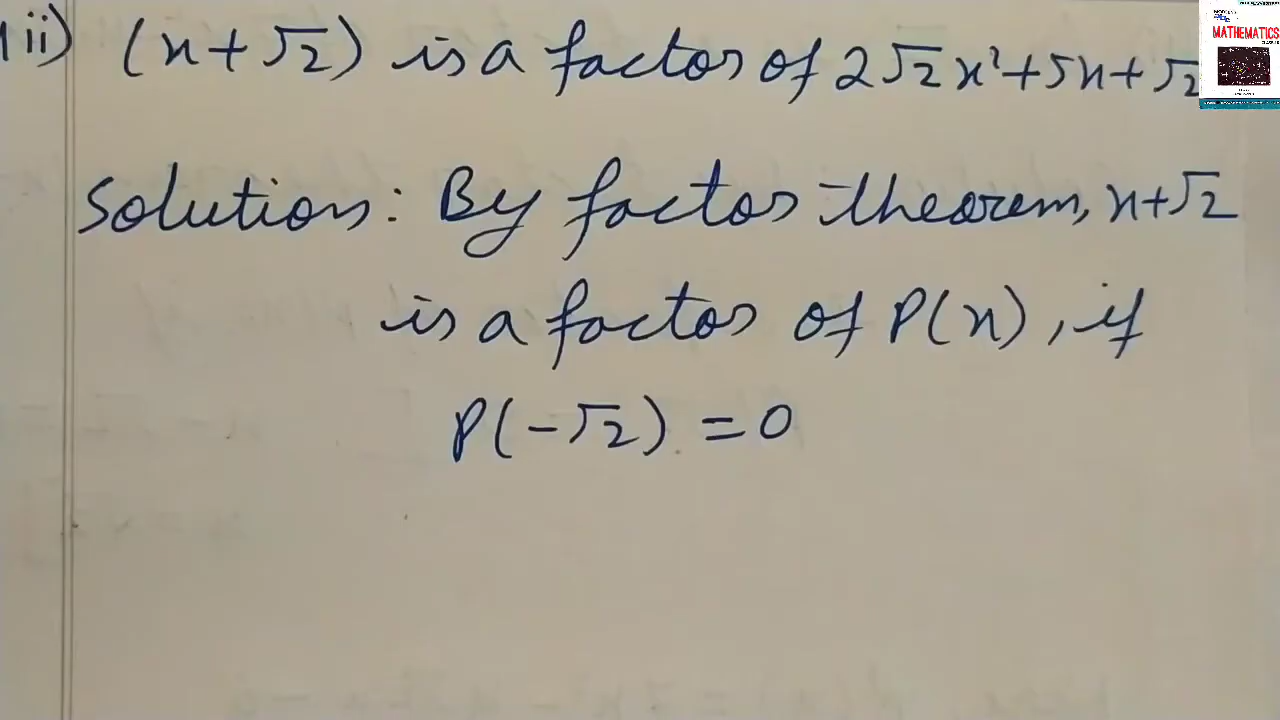 ii) (x+√2) is a factor of 2√2x²+5x+√2
MATHEMATICS
Solution: By factor theorem, x+√2
is a factor of P(x), if
P(-√2) = 0